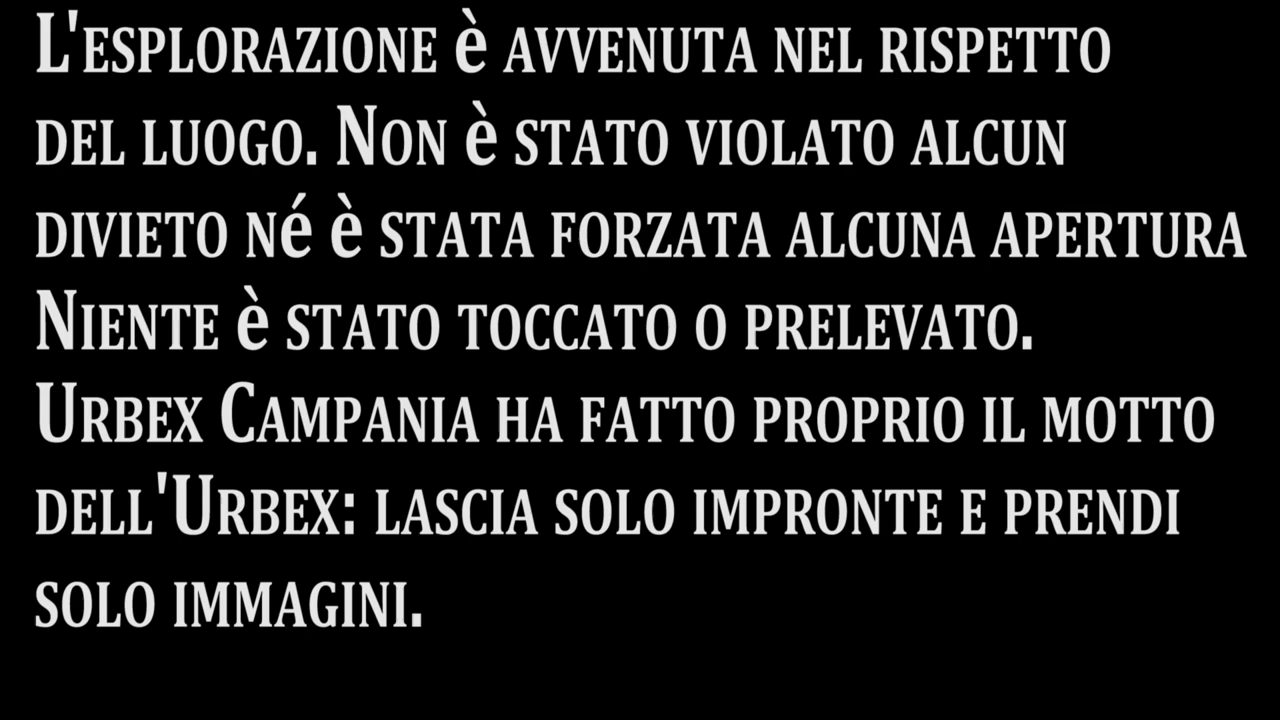 L'esplorazione è avvenuta nel rispetto
del luogo. Non è stato violato alcun
divieto né è stata forzata alcuna apertura
Niente è stato toccato o prelevato.
Urbex Campania ha fatto proprio il motto
dell'Urbex: lascia solo impronte e prendi
solo immagini.